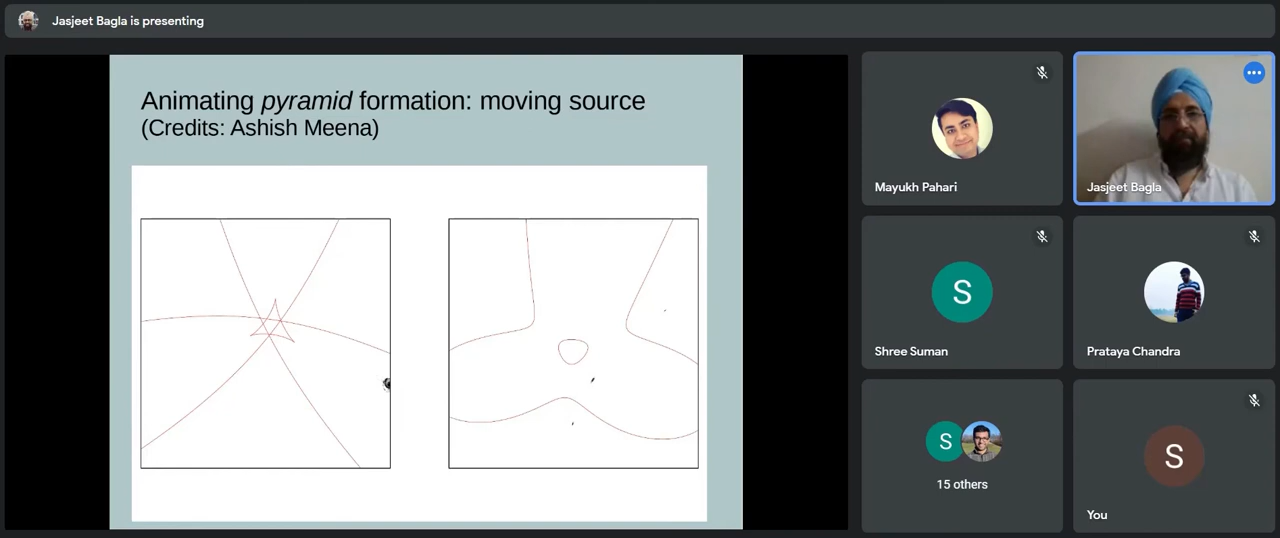 Jasjeet Bagla is presenting
Animating pyramid formation: moving source
(Credits: Ashish Meena)
Mayukh Pahari
Jasjeet Bagla
S
Shree Suman
Prataya Chandra
S
15 others
S
You